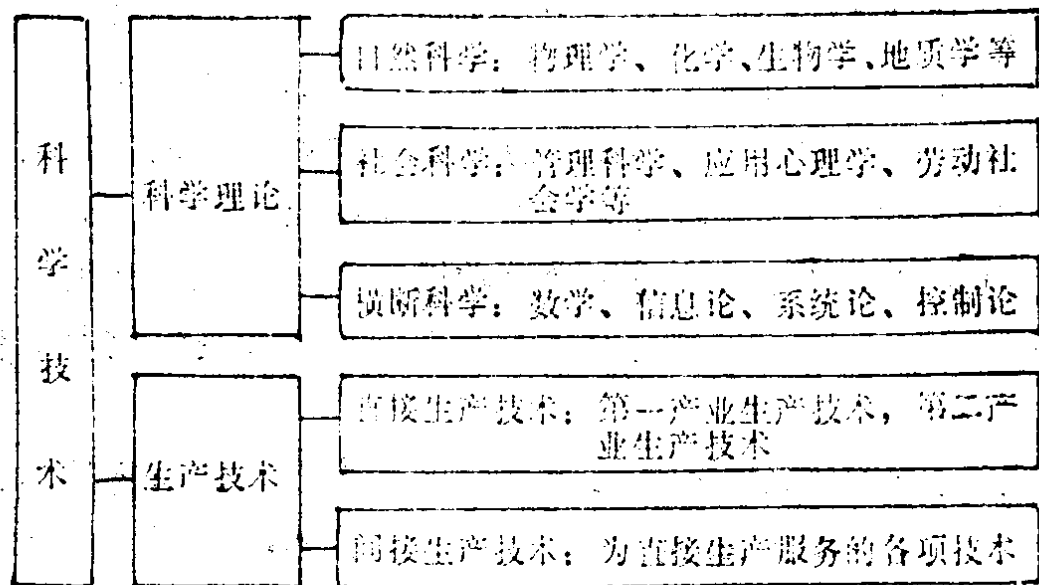 科学技术
科学理论
自然科学：物理学、化学、生物学、地质学等
社会科学：管理科学、应用心理学、劳动社
会学等
横断科学：数学、信息论、系统论、控制论
生产技术
直接生产技术：第一产业生产技术，第二产
业生产技术
间接生产技术：为直接生产服务的各项技术